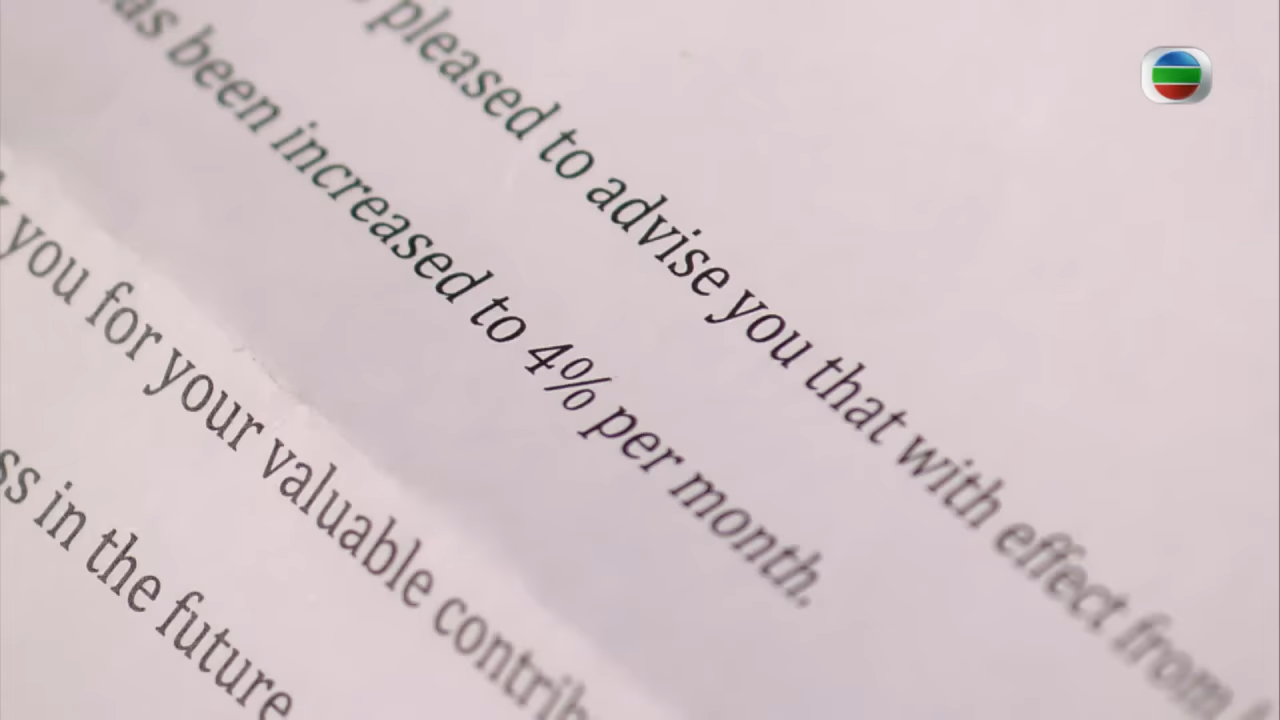 pleased to advise you that with effect from
has been increased to 4% per month.
you for your valuable contrib
ss in the future